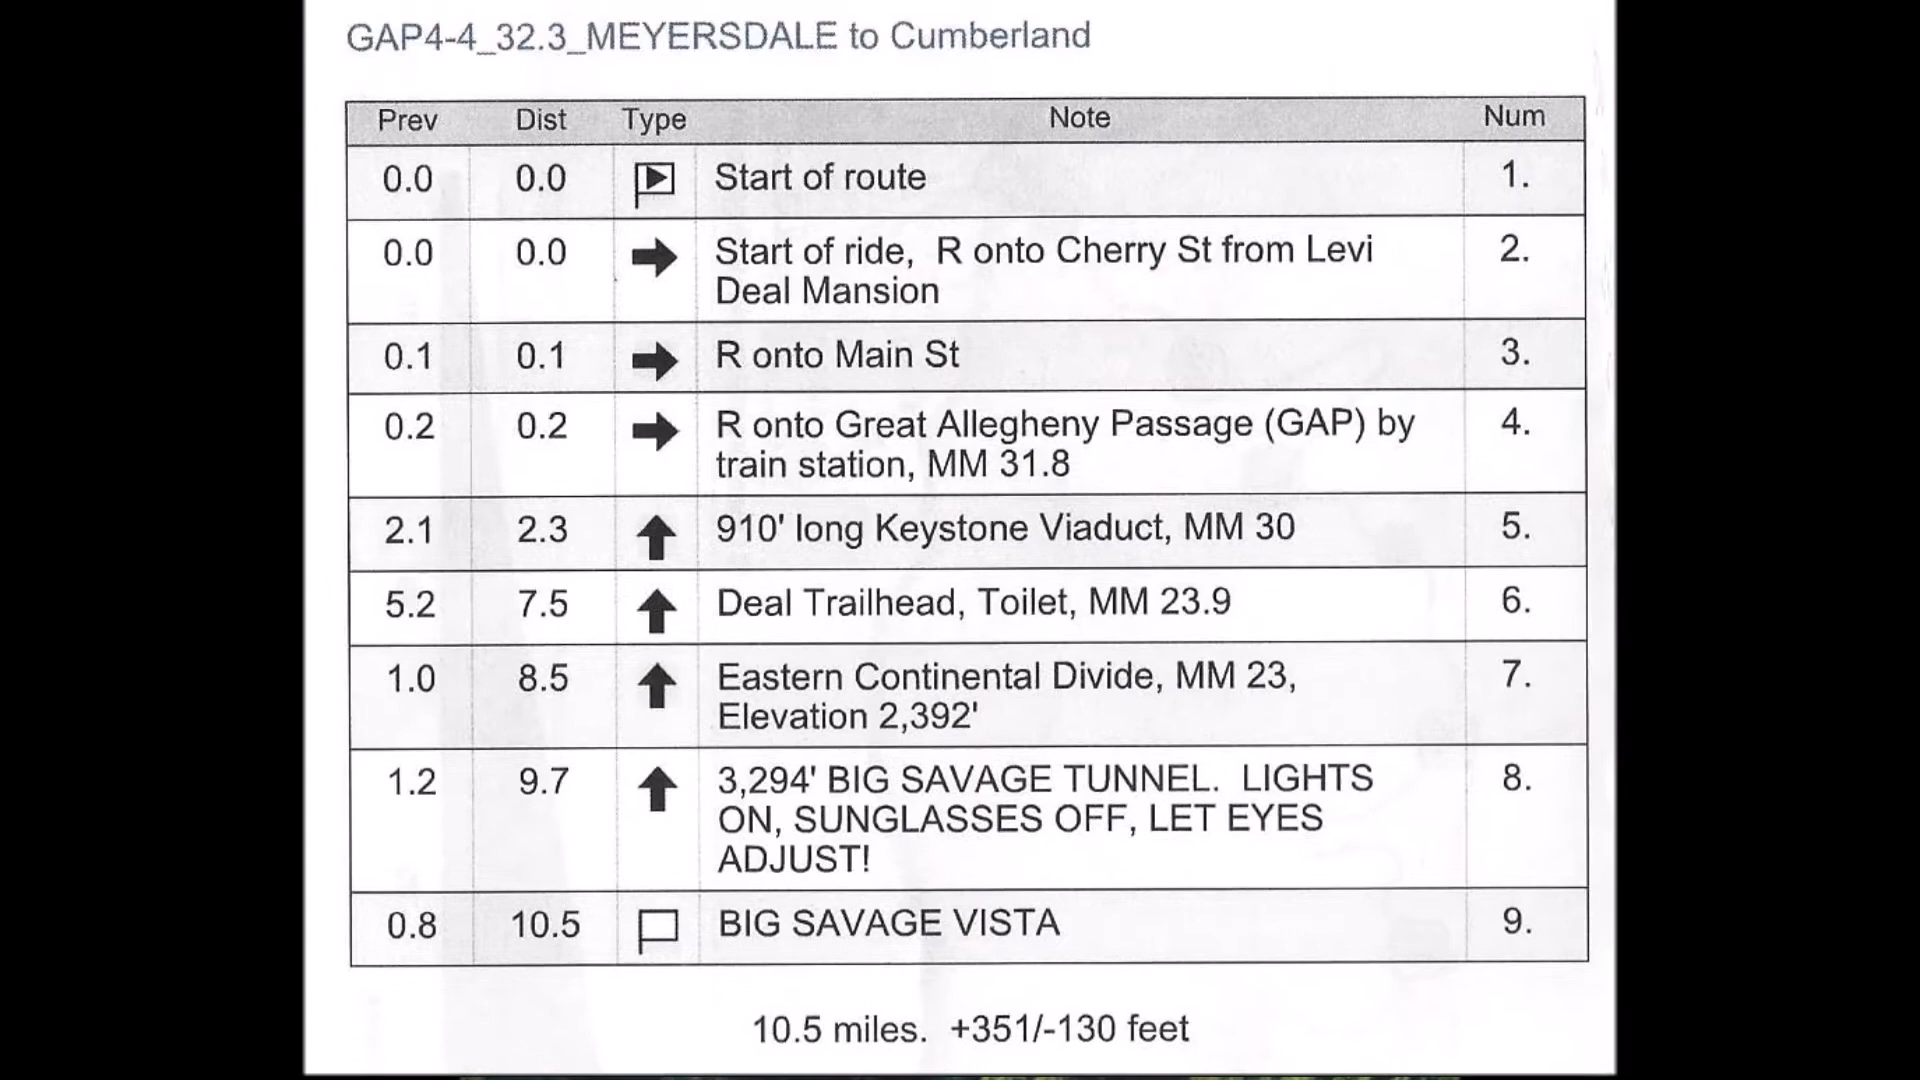 GAP4-4_32.3_MEYERSDALE to Cumberland
Prev Dist Type Note Num
0.0 0.0 Start of route 1.
0.0 0.0 Start of ride, R onto Cherry St from Levi 2.
Deal Mansion
0.1 0.1 R onto Main St 3.
0.2 0.2 R onto Great Allegheny Passage (GAP) by 4.
train station, MM 31.8
2.1 2.3 910' long Keystone Viaduct, MM 30 5.
5.2 7.5 Deal Trailhead, Toilet, MM 23.9 6.
1.0 8.5 Eastern Continental Divide, MM 23, 7.
Elevation 2,392'
1.2 9.7 3,294' BIG SAVAGE TUNNEL. LIGHTS 8.
ON, SUNGLASSES OFF, LET EYES
ADJUST!
0.8 10.5 BIG SAVAGE VISTA 9.
10.5 miles. +351/-130 feet